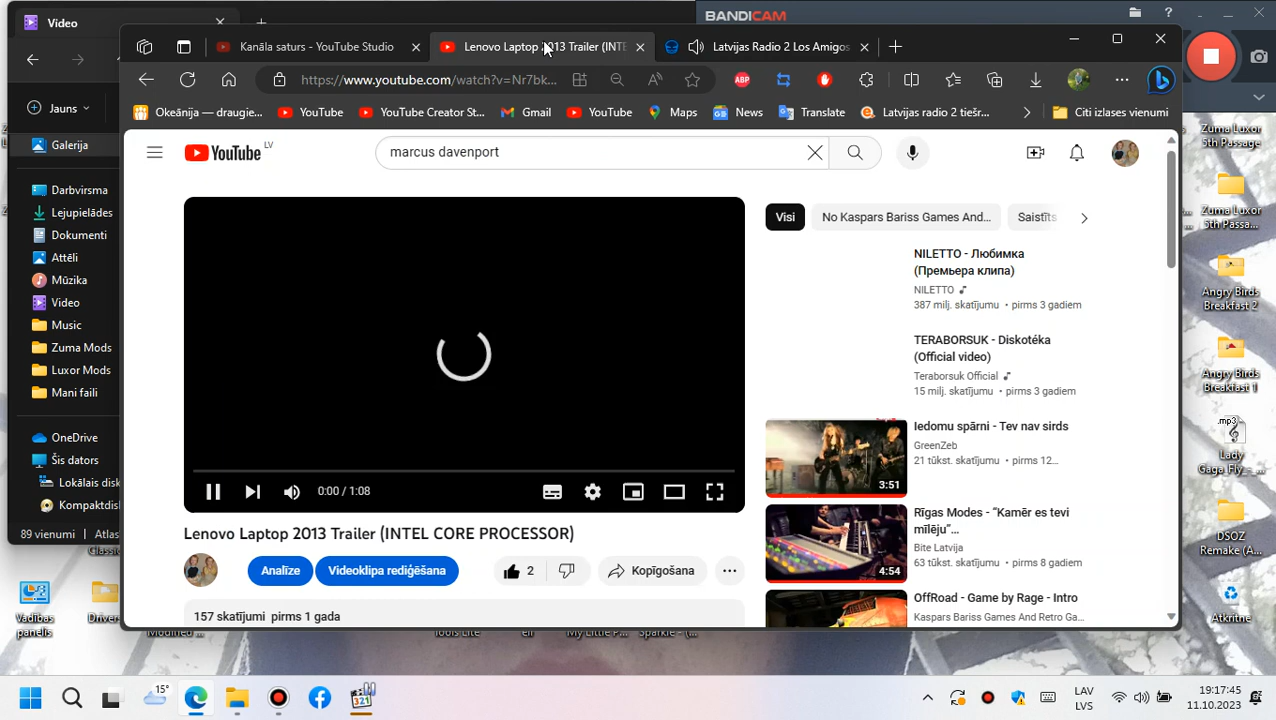 Video
BANDICAM
Kanāla saturs - YouTube Studio
Lenovo Laptop 2013 Trailer (INTE
Latvijas Radio 2 Los Amigos
https://www.youtube.com/watch?v=Nr7bk...
ABP
Jauns
Okeānija — draugie...
YouTube
YouTube Creator St...
Gmail
YouTube
Maps
News
Translate
Latvijas radio 2 tiešr...
Citi izlases vienumi
Galerija
Darbvirsma
Lejupielādes
Dokumenti
Attēli
Mūzika
Video
Music
Zuma Mods
Luxor Mods
Mani faili
OneDrive
Šis dators
Lokālais disk
Kompaktdisk
89 vienumi
Atlas
YouTube LV
marcus davenport
Visi
No Kaspars Bariss Games And...
Saistīts
NILETTO - Любимка
(Премьера клипа)
NILETTO
387 milj. skatījumu • pirms 3 gadiem
TERABORSUK - Diskotéka
(Official video)
Teraborsuk Official
15 milj. skatījumu • pirms 3 gadiem
Iedomu spārni - Tev nav sirds
GreenZeb
21 tūkst. skatījumu • pirms 12...
3:51
Rīgas Modes - “Kamēr es tevi
mīlēju”...
Bite Latvija
63 tūkst. skatījumu • pirms 8 gadiem
4:54
OffRoad - Game by Rage - Intro
Kaspars Bariss Games And Retro Ga...
0:00 / 1:08
Lenovo Laptop 2013 Trailer (INTEL CORE PROCESSOR)
Analīze
Videoklipa rediģēšana
2
Kopīgošana
157 skatījumi pirms 1 gada
Zuma Luxor
5th Passage
Zuma Luxor
5th Passa...
Angry Birds
Breakfast 2
Angry Birds
Breakfast 1
.mp3
Lady
Gaga Fly -...
DSOZ
Remake (A...
Atkritne
Vadības
panelis
Drivers
15°
321
LAV
LVS
19:17:45
11.10.2023